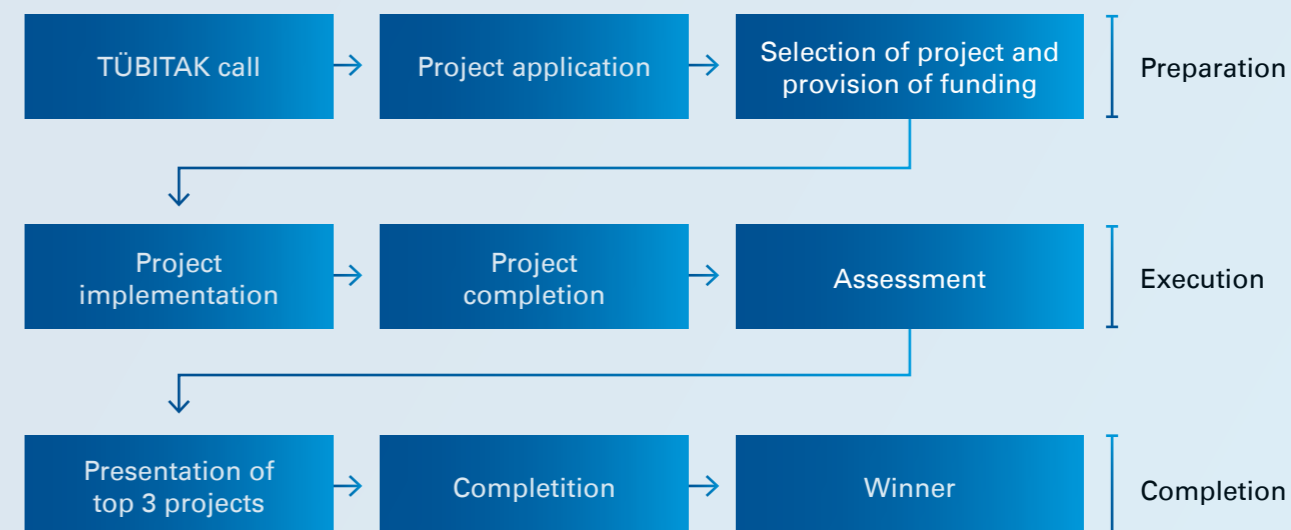 TÜBITAK call
Project application
Selection of project and
provision of funding
Preparation
Project
implementation
Project
completion
Assessment
Execution
Presentation of
top 3 projects
Completition
Winner
Completion